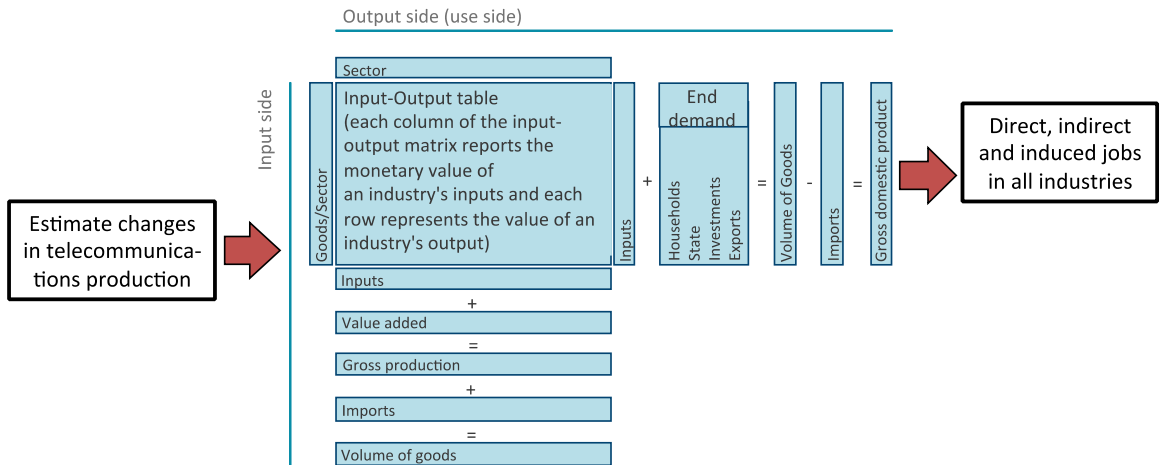 Output side (use side)
Input side
Sector
Goods/Sector
Input-Output table
(each column of the input-
output matrix reports the
monetary value of
an industry's inputs and each
row represents the value of an
industry's output)
Inputs
+
End
demand
Households
State
Investments
Exports
=
Volume of Goods
-
Imports
=
Gross domestic product
Direct, indirect
and induced jobs
in all industries
Estimate changes
in telecommunica-
tions production
Inputs
+
Value added
=
Gross production
+
Imports
=
Volume of goods